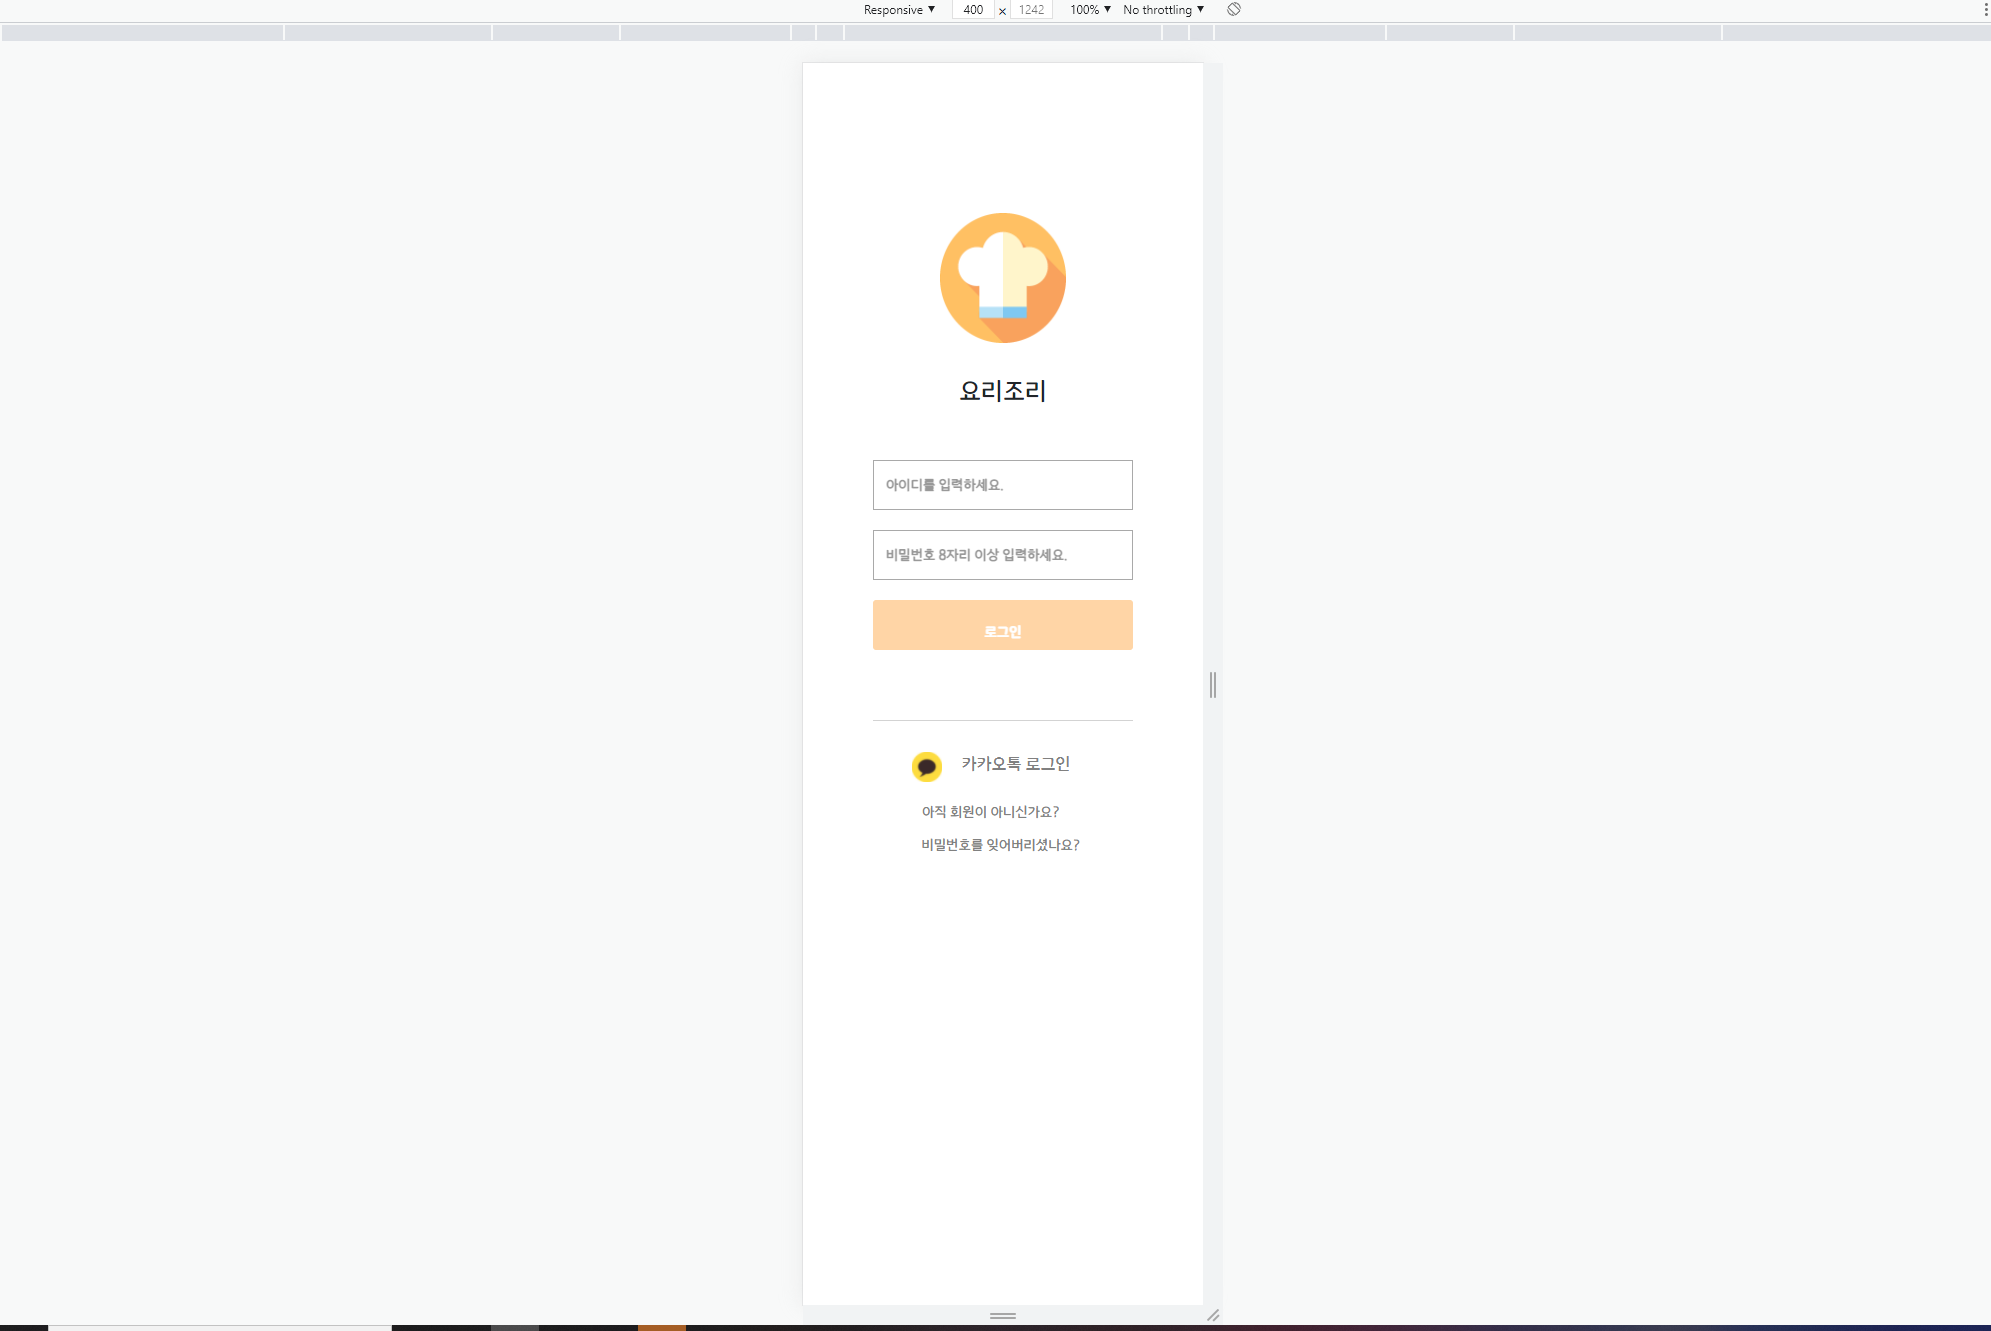 Responsive ▼ 400 × 1242 100% ▼ No throttling ▼
요리조리
아이디를 입력하세요.
비밀번호 8자리 이상 입력하세요.
로그인
카카오톡 로그인
아직 회원이 아니신가요?
비밀번호를 잊어버리셨나요?